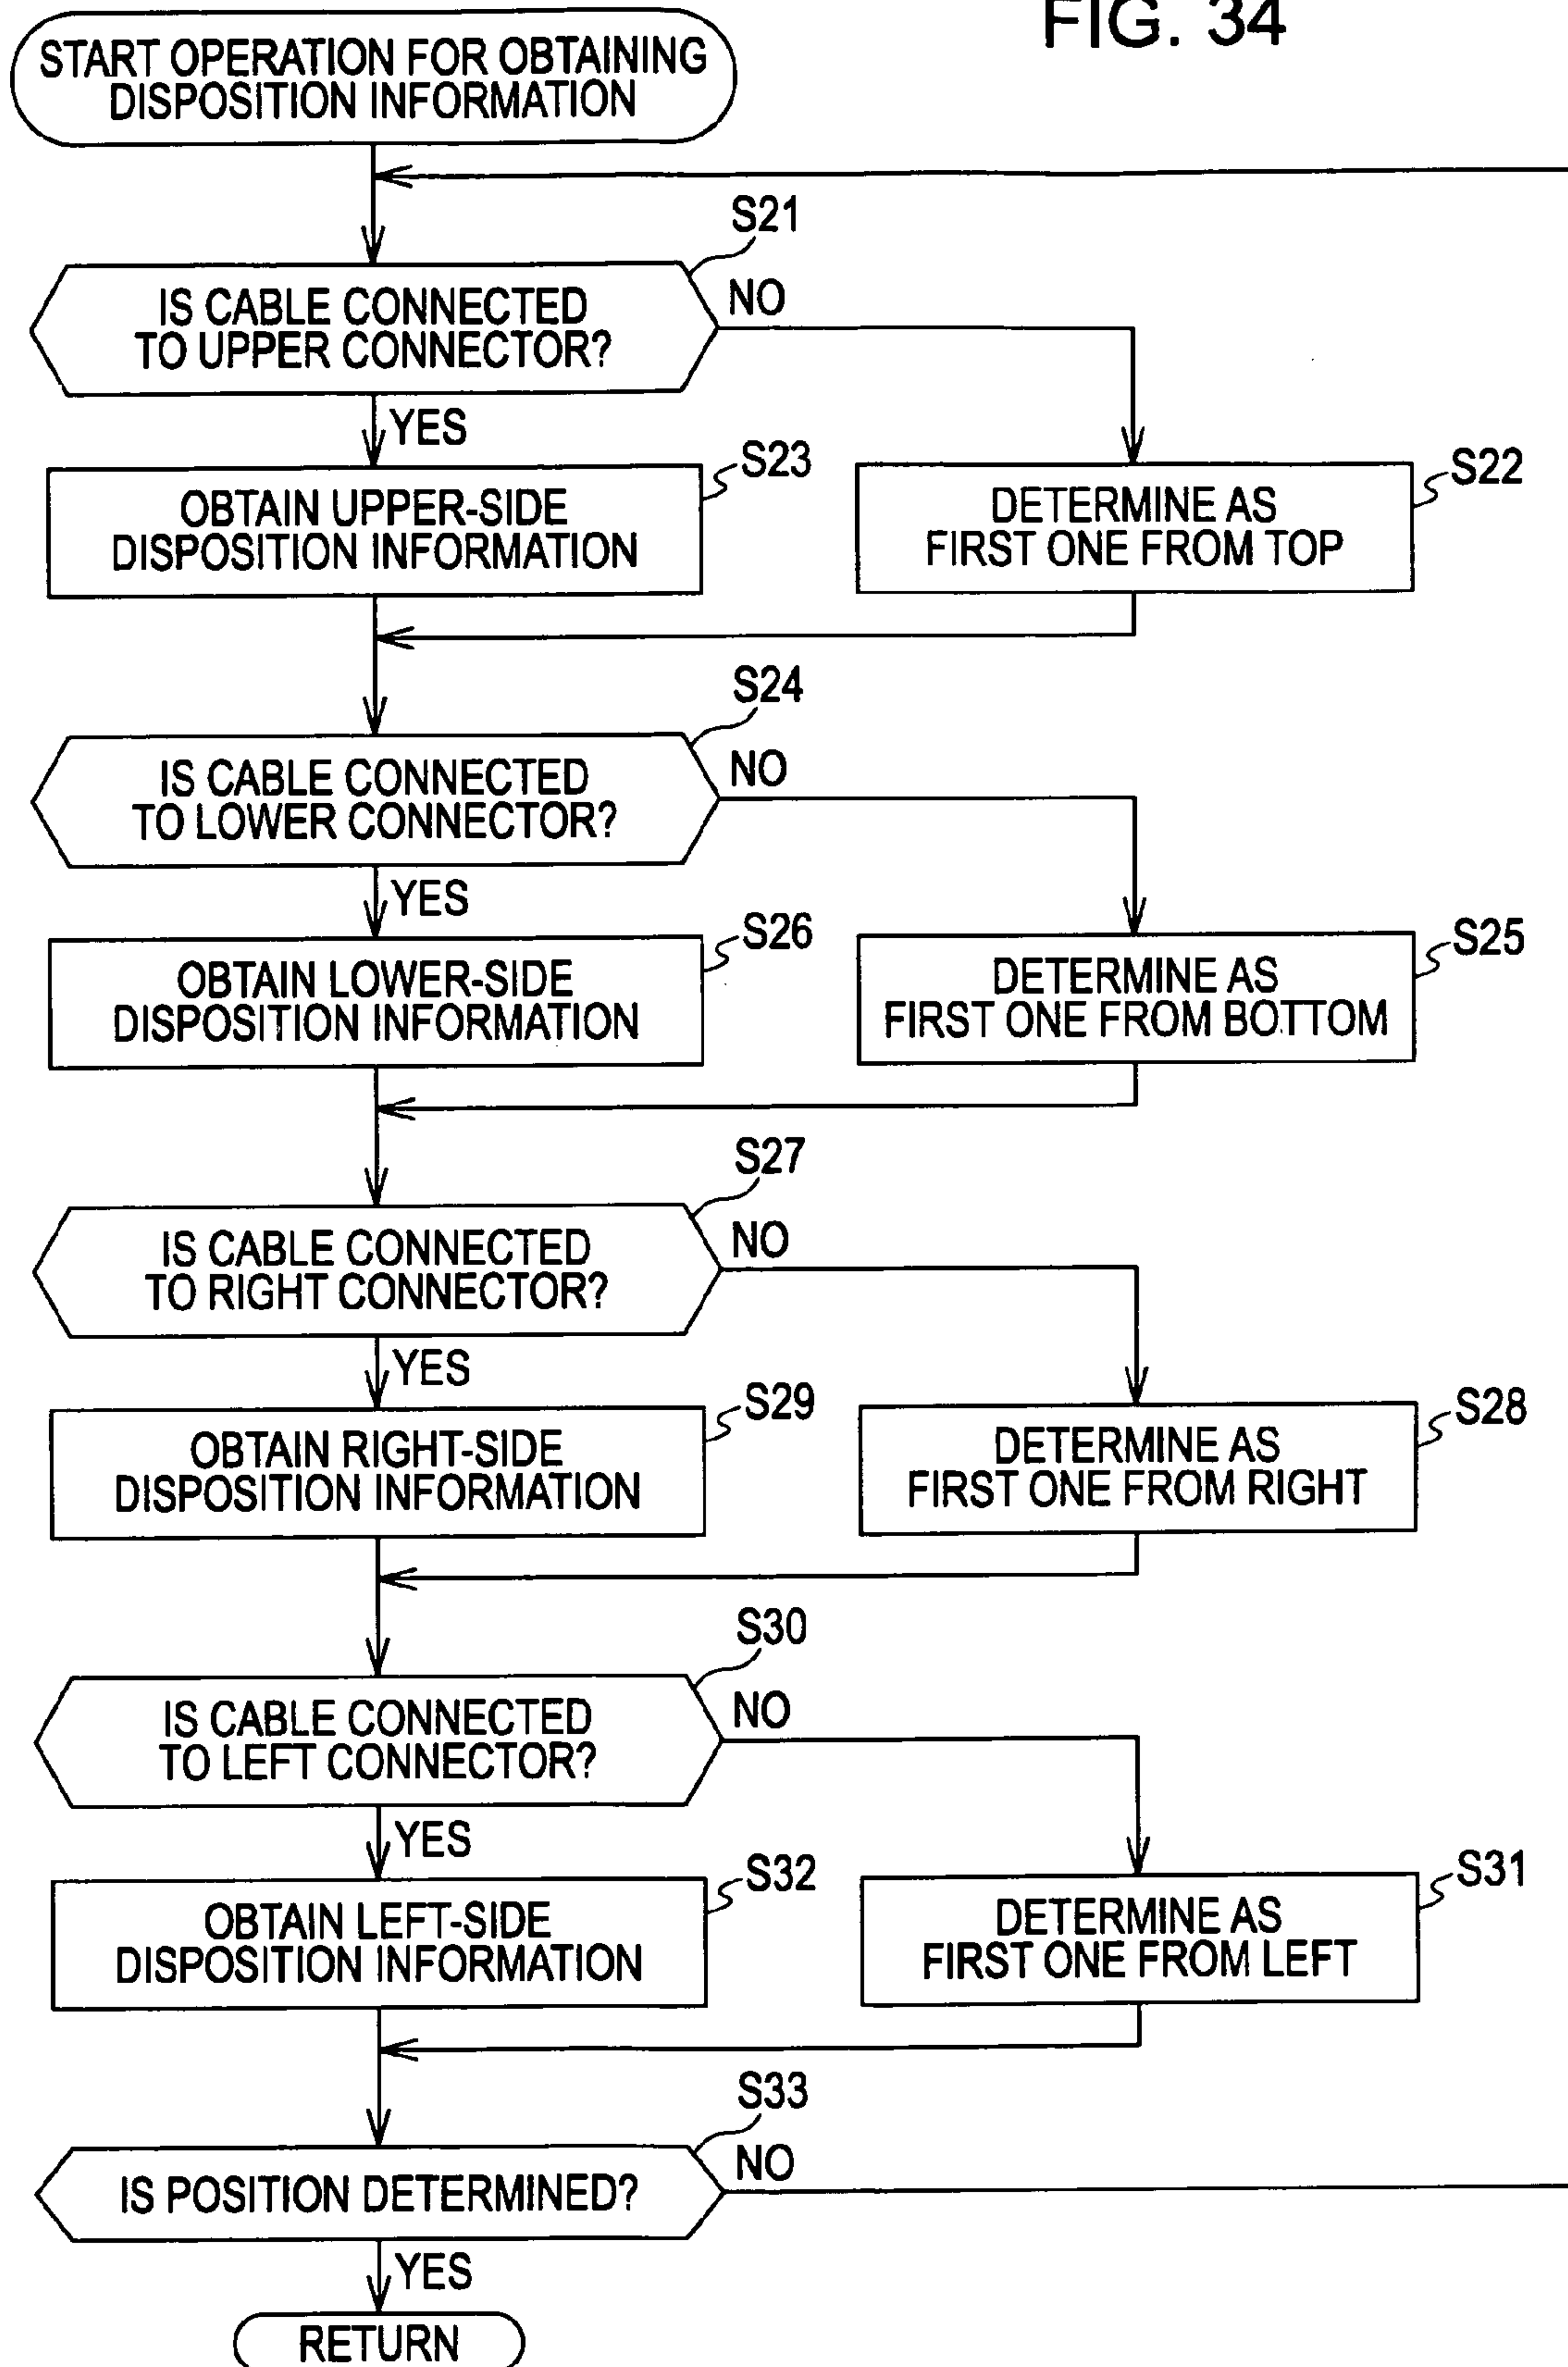 FIG. 34
START OPERATION FOR OBTAINING
DISPOSITION INFORMATION
S21
IS CABLE CONNECTED
TO UPPER CONNECTOR?
NO
YES
S23
OBTAIN UPPER-SIDE
DISPOSITION INFORMATION
S22
DETERMINE AS
FIRST ONE FROM TOP
S24
IS CABLE CONNECTED
TO LOWER CONNECTOR?
NO
YES
S26
OBTAIN LOWER-SIDE
DISPOSITION INFORMATION
S25
DETERMINE AS
FIRST ONE FROM BOTTOM
S27
IS CABLE CONNECTED
TO RIGHT CONNECTOR?
NO
YES
S29
OBTAIN RIGHT-SIDE
DISPOSITION INFORMATION
S28
DETERMINE AS
FIRST ONE FROM RIGHT
S30
IS CABLE CONNECTED
TO LEFT CONNECTOR?
NO
YES
S32
OBTAIN LEFT-SIDE
DISPOSITION INFORMATION
S31
DETERMINE AS
FIRST ONE FROM LEFT
S33
IS POSITION DETERMINED?
NO
YES
RETURN